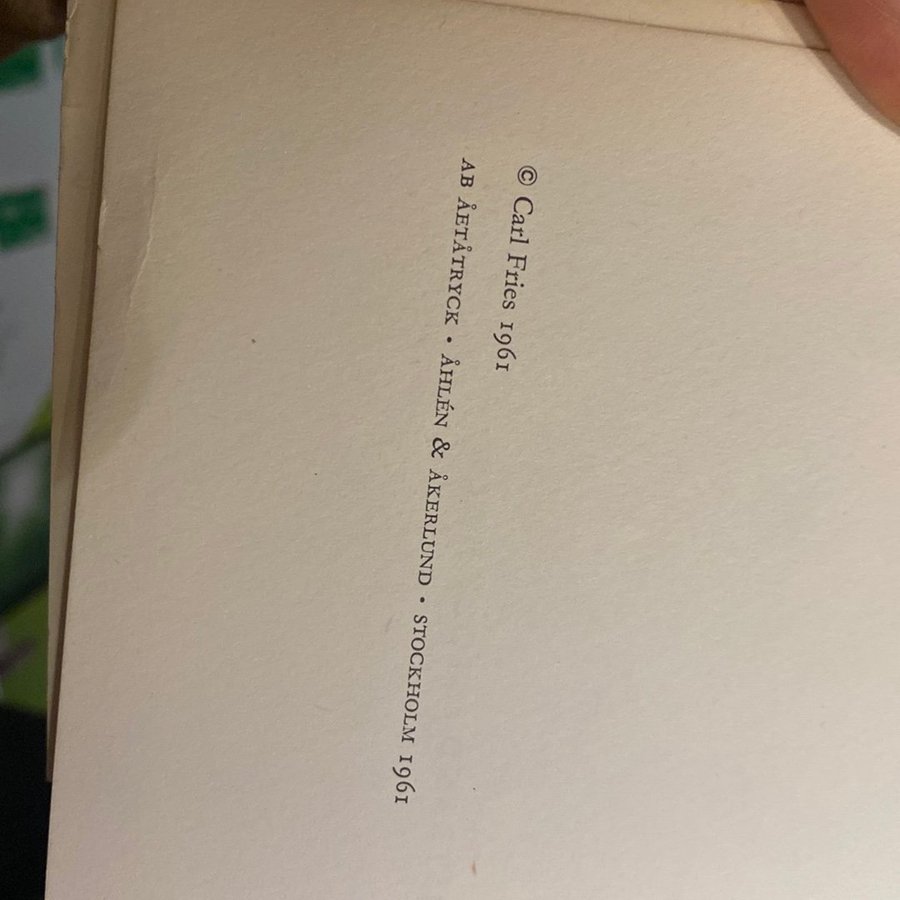 © Carl Fries 1961
AB ÅETÅTRYCK • ÅHLÉN & ÅKERLUND • STOCKHOLM 1961